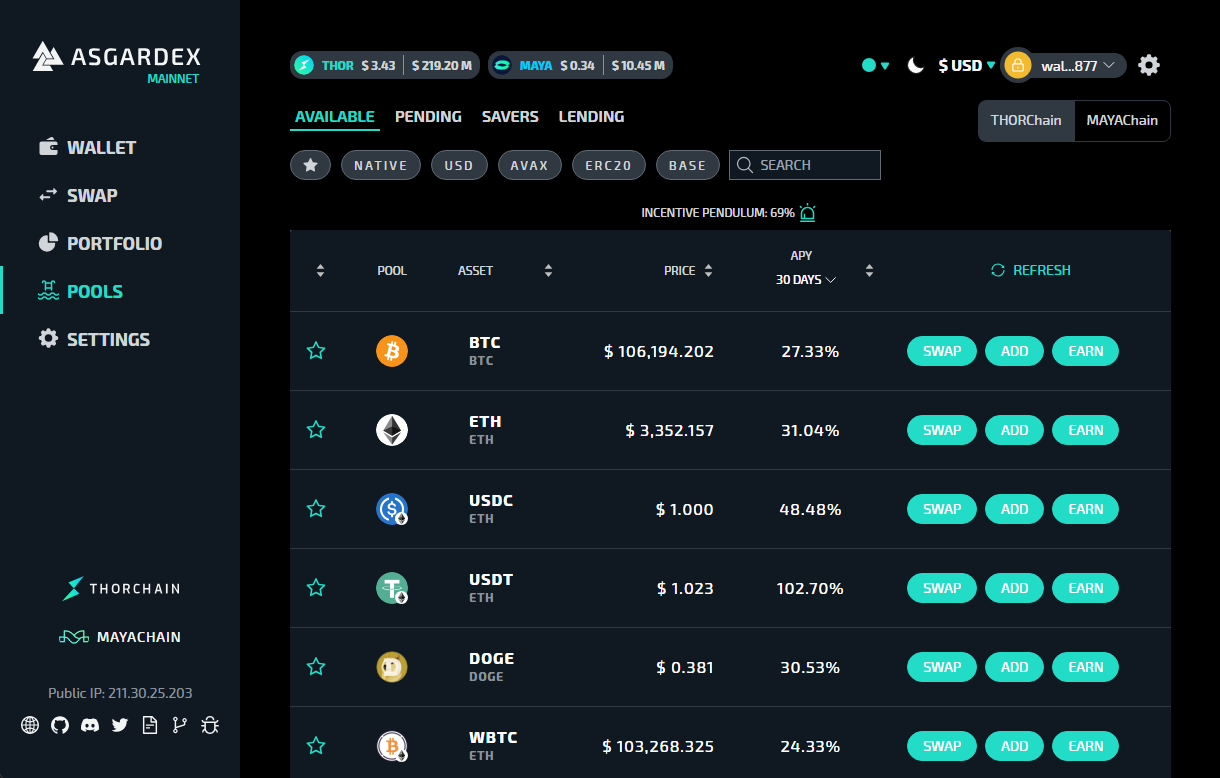 ASGARDEX
MAINNET
WALLET
SWAP
PORTFOLIO
POOLS
SETTINGS
THORCHAIN
MAYACHAIN
Public IP: 211.30.25.203
THOR $ 3.43 $ 219.20 M MAYA $ 0.34 $ 10.45 M
$ USD wal...877
AVAILABLE PENDING SAVERS LENDING
THORChain MAYAChain
NATIVE USD AVAX ERC20 BASE SEARCH
INCENTIVE PENDULUM: 69%
POOL ASSET PRICE APY
30 DAYS REFRESH
BTC
BTC
$ 106,194.202 27.33% SWAP ADD EARN
ETH
ETH
$ 3,352.157 31.04% SWAP ADD EARN
USDC
ETH
$ 1.000 48.48% SWAP ADD EARN
USDT
ETH
$ 1.023 102.70% SWAP ADD EARN
DOGE
DOGE
$ 0.381 30.53% SWAP ADD EARN
WBTC
ETH
$ 103,268.325 24.33% SWAP ADD EARN